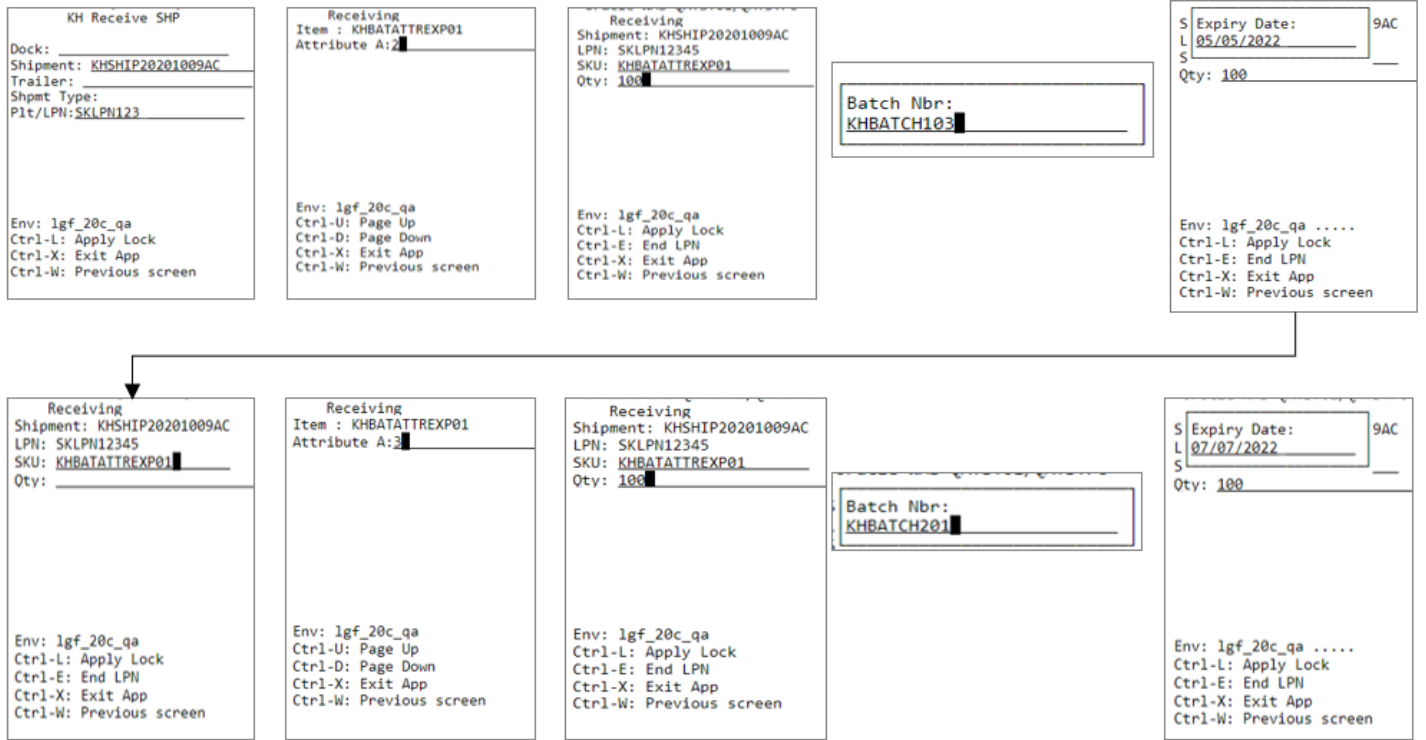 KH Receive SHP
Dock:
Shipment: KHSHIP20201009AC
Trailer:
Shpmt Type:
Plt/LPN:SKLPN123
Env: lgf_20c_qa
Ctrl-L: Apply Lock
Ctrl-X: Exit App
Ctrl-W: Previous screen
Receiving
Item : KHBATATTREXP01
Attribute A:2
Env: lgf_20c_qa
Ctrl-U: Page Up
Ctrl-D: Page Down
Ctrl-X: Exit App
Ctrl-W: Previous screen
Receiving
Shipment: KHSHIP20201009AC
LPN: SKLPN12345
SKU: KHBATATTREXP01
Qty: 100
Env: lgf_20c_qa
Ctrl-L: Apply Lock
Ctrl-E: End LPN
Ctrl-X: Exit App
Ctrl-W: Previous screen
Batch Nbr:
KHBATCH103
S Expiry Date: 9AC
L 05/05/2022
S
Qty: 100
Env: lgf_20c_qa .....
Ctrl-L: Apply Lock
Ctrl-E: End LPN
Ctrl-X: Exit App
Ctrl-W: Previous screen
Receiving
Shipment: KHSHIP20201009AC
LPN: SKLPN12345
SKU: KHBATATTREXP01
Qty:
Env: lgf_20c_qa
Ctrl-L: Apply Lock
Ctrl-E: End LPN
Ctrl-X: Exit App
Ctrl-W: Previous screen
Receiving
Item : KHBATATTREXP01
Attribute A:3
Env: lgf_20c_qa
Ctrl-U: Page Up
Ctrl-D: Page Down
Ctrl-X: Exit App
Ctrl-W: Previous screen
Receiving
Shipment: KHSHIP20201009AC
LPN: SKLPN12345
SKU: KHBATATTREXP01
Qty: 100
Env: lgf_20c_qa
Ctrl-L: Apply Lock
Ctrl-E: End LPN
Ctrl-X: Exit App
Ctrl-W: Previous screen
Batch Nbr:
KHBATCH201
S Expiry Date: 9AC
L 07/07/2022
S
Qty: 100
Env: lgf_20c_qa .....
Ctrl-L: Apply Lock
Ctrl-E: End LPN
Ctrl-X: Exit App
Ctrl-W: Previous screen